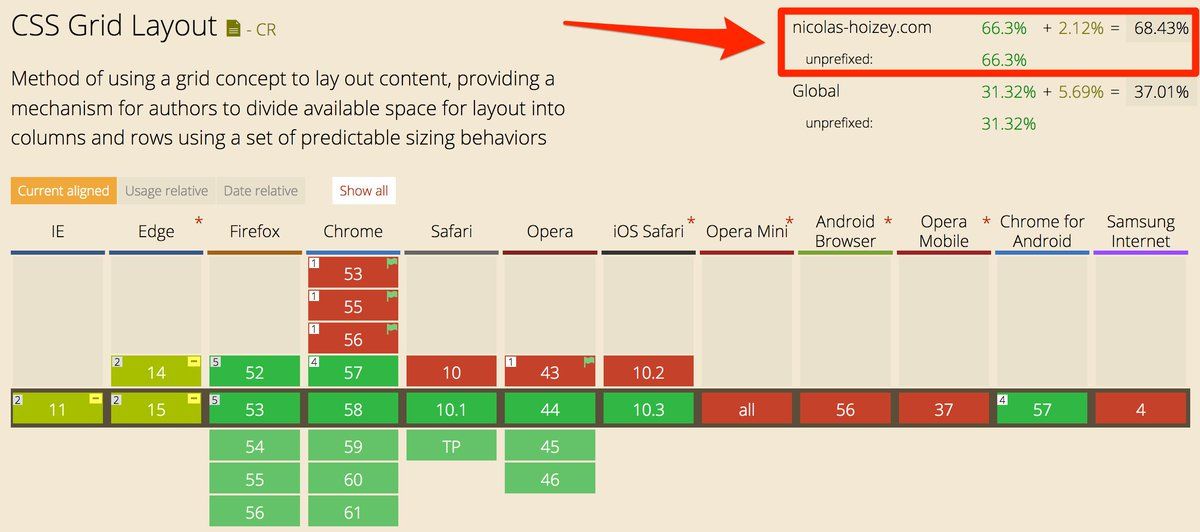 CSS Grid Layout - CR
nicolas-hoizey.com 66.3% + 2.12% = 68.43%
unprefixed: 66.3%
Global 31.32% + 5.69% = 37.01%
unprefixed: 31.32%
Method of using a grid concept to lay out content, providing a
mechanism for authors to divide available space for layout into
columns and rows using a set of predictable sizing behaviors
Current aligned Usage relative Date relative Show all
IE Edge * Firefox Chrome Safari Opera iOS Safari * Opera Mini * Android Browser * Opera Mobile * Chrome for Android Samsung Internet
1 53
1 55
1 56
2 14 - 5 52 4 57 10 1 43 10.2
2 11 - 2 15 - 5 53 58 10.1 44 10.3 all 56 37 4 57 4
54 59 TP 45
55 60 46
56 61